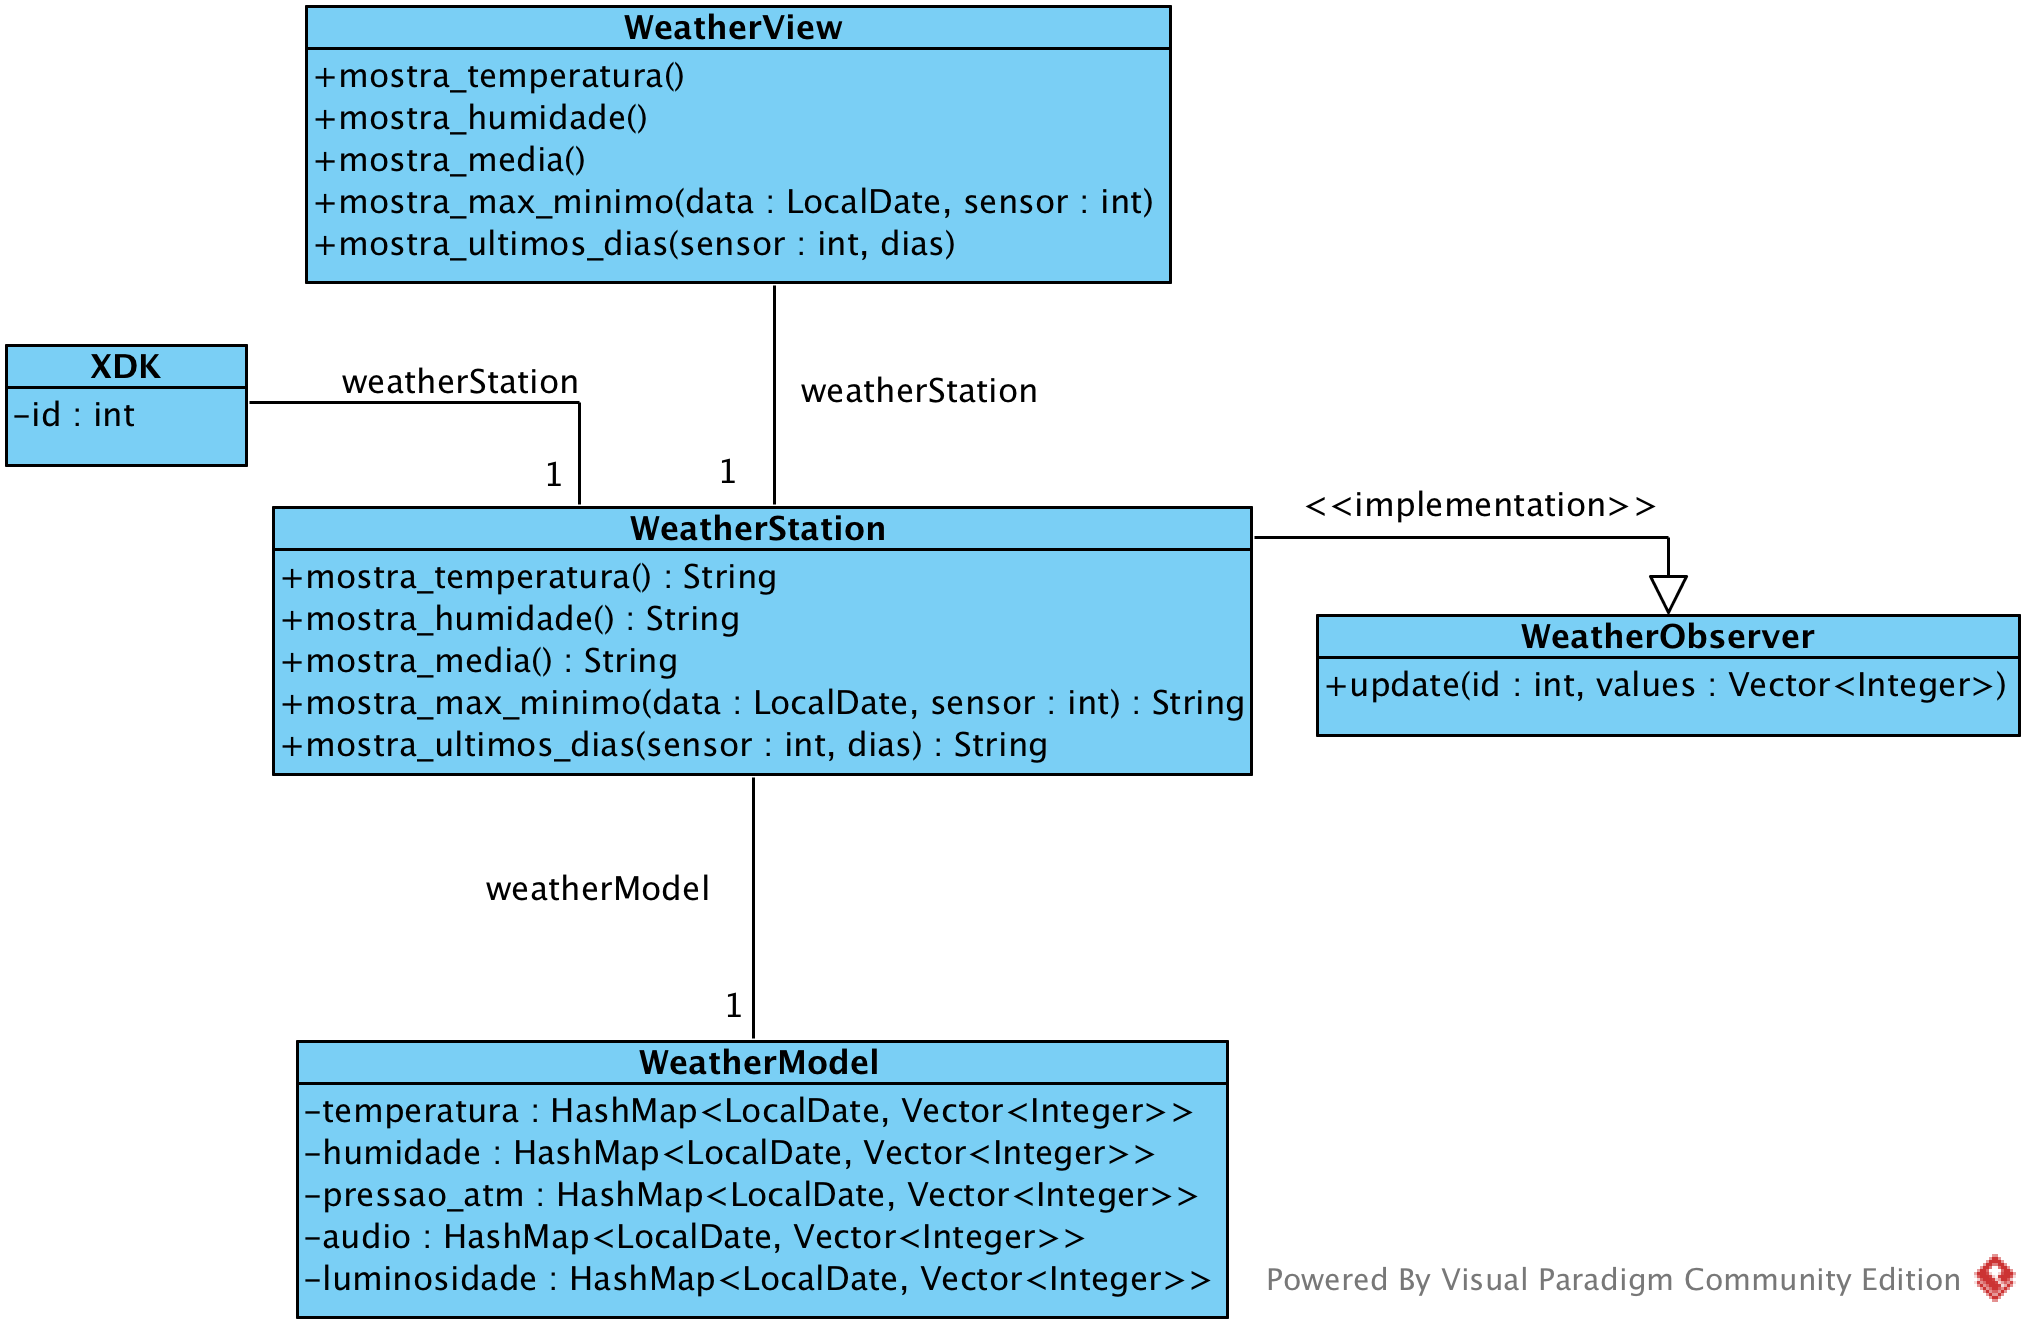 WeatherView
+mostra_temperatura()
+mostra_humidade()
+mostra_media()
+mostra_max_minimo(data : LocalDate, sensor : int)
+mostra_ultimos_dias(sensor : int, dias)
XDK
-id : int
weatherStation
1
weatherStation
1
WeatherStation
+mostra_temperatura() : String
+mostra_humidade() : String
+mostra_media() : String
+mostra_max_minimo(data : LocalDate, sensor : int) : String
+mostra_ultimos_dias(sensor : int, dias) : String
<<implementation>>
WeatherObserver
+update(id : int, values : Vector<Integer>)
weatherModel
1
WeatherModel
-temperatura : HashMap<LocalDate, Vector<Integer>>
-humidade : HashMap<LocalDate, Vector<Integer>>
-pressao_atm : HashMap<LocalDate, Vector<Integer>>
-audio : HashMap<LocalDate, Vector<Integer>>
-luminosidade : HashMap<LocalDate, Vector<Integer>>
Powered By Visual Paradigm Community Edition